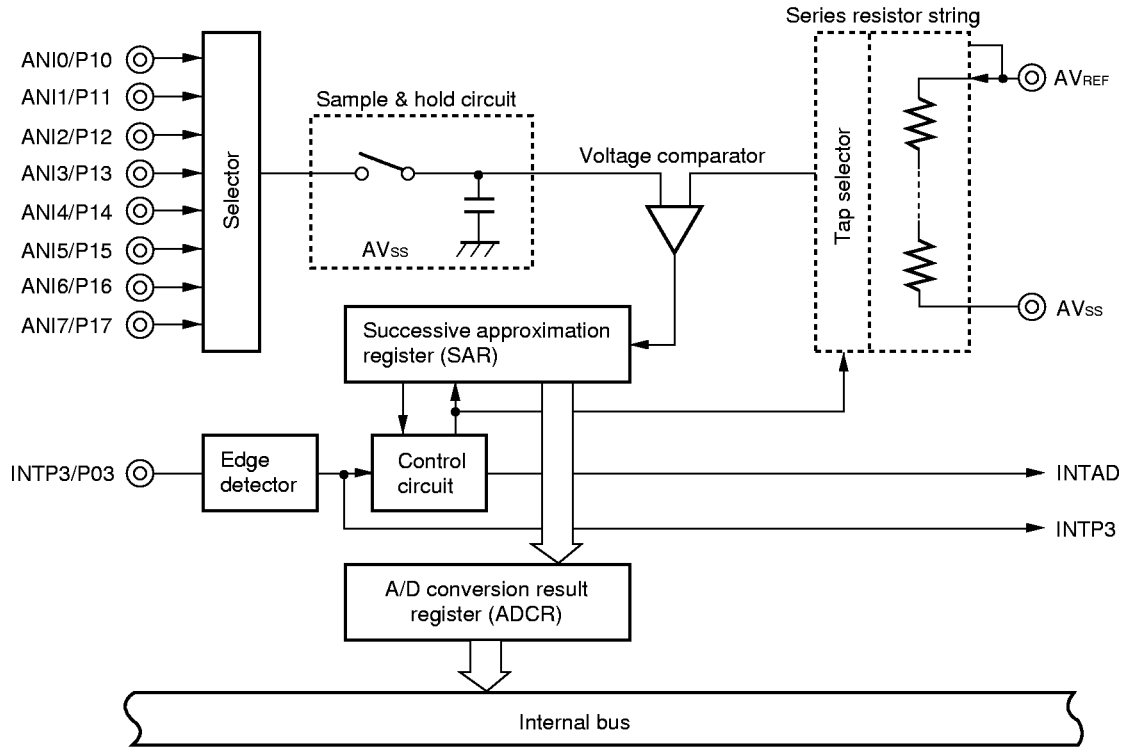 Series resistor string
ANI0/P10
ANI1/P11
ANI2/P12
ANI3/P13
ANI4/P14
ANI5/P15
ANI6/P16
ANI7/P17
Selector
Sample & hold circuit
AVSS
Voltage comparator
Tap selector
AVREF
AVSS
Successive approximation
register (SAR)
INTP3/P03
Edge
detector
Control
circuit
INTAD
INTP3
A/D conversion result
register (ADCR)
Internal bus